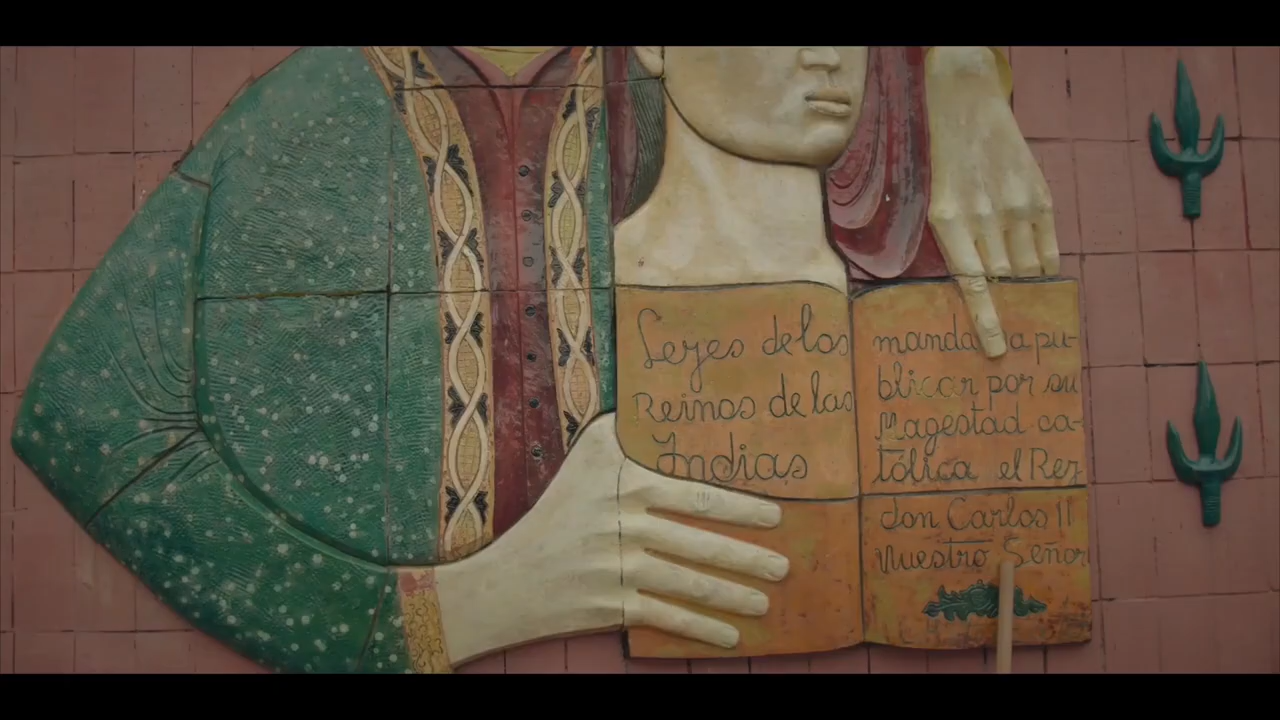 Leyes de los
Reinos de las
Indias
manda a pu-
blicar por su
Magestad ca-
tólica el Rey
don Carlos II
Nuestro Señor